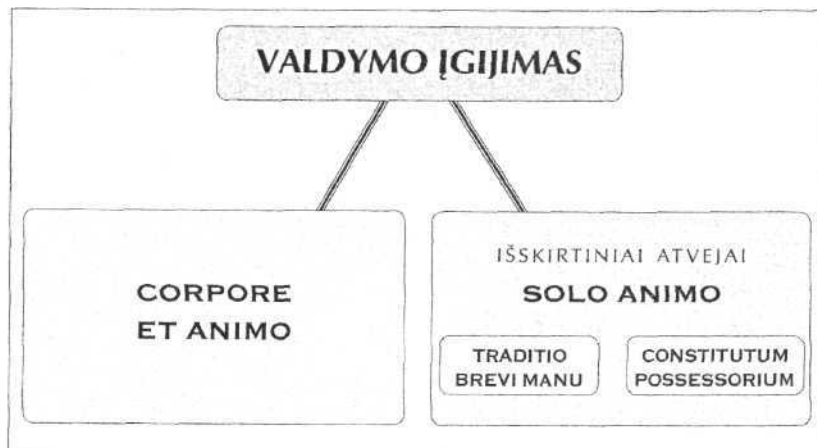 VALDYMO ĮGIJIMAS
CORPORE
ET ANIMO
IŠSKIRTINIAI ATVEJAI
SOLO ANIMO
TRADITIO
BREVI MANU
CONSTITUTUM
POSSESSORIUM